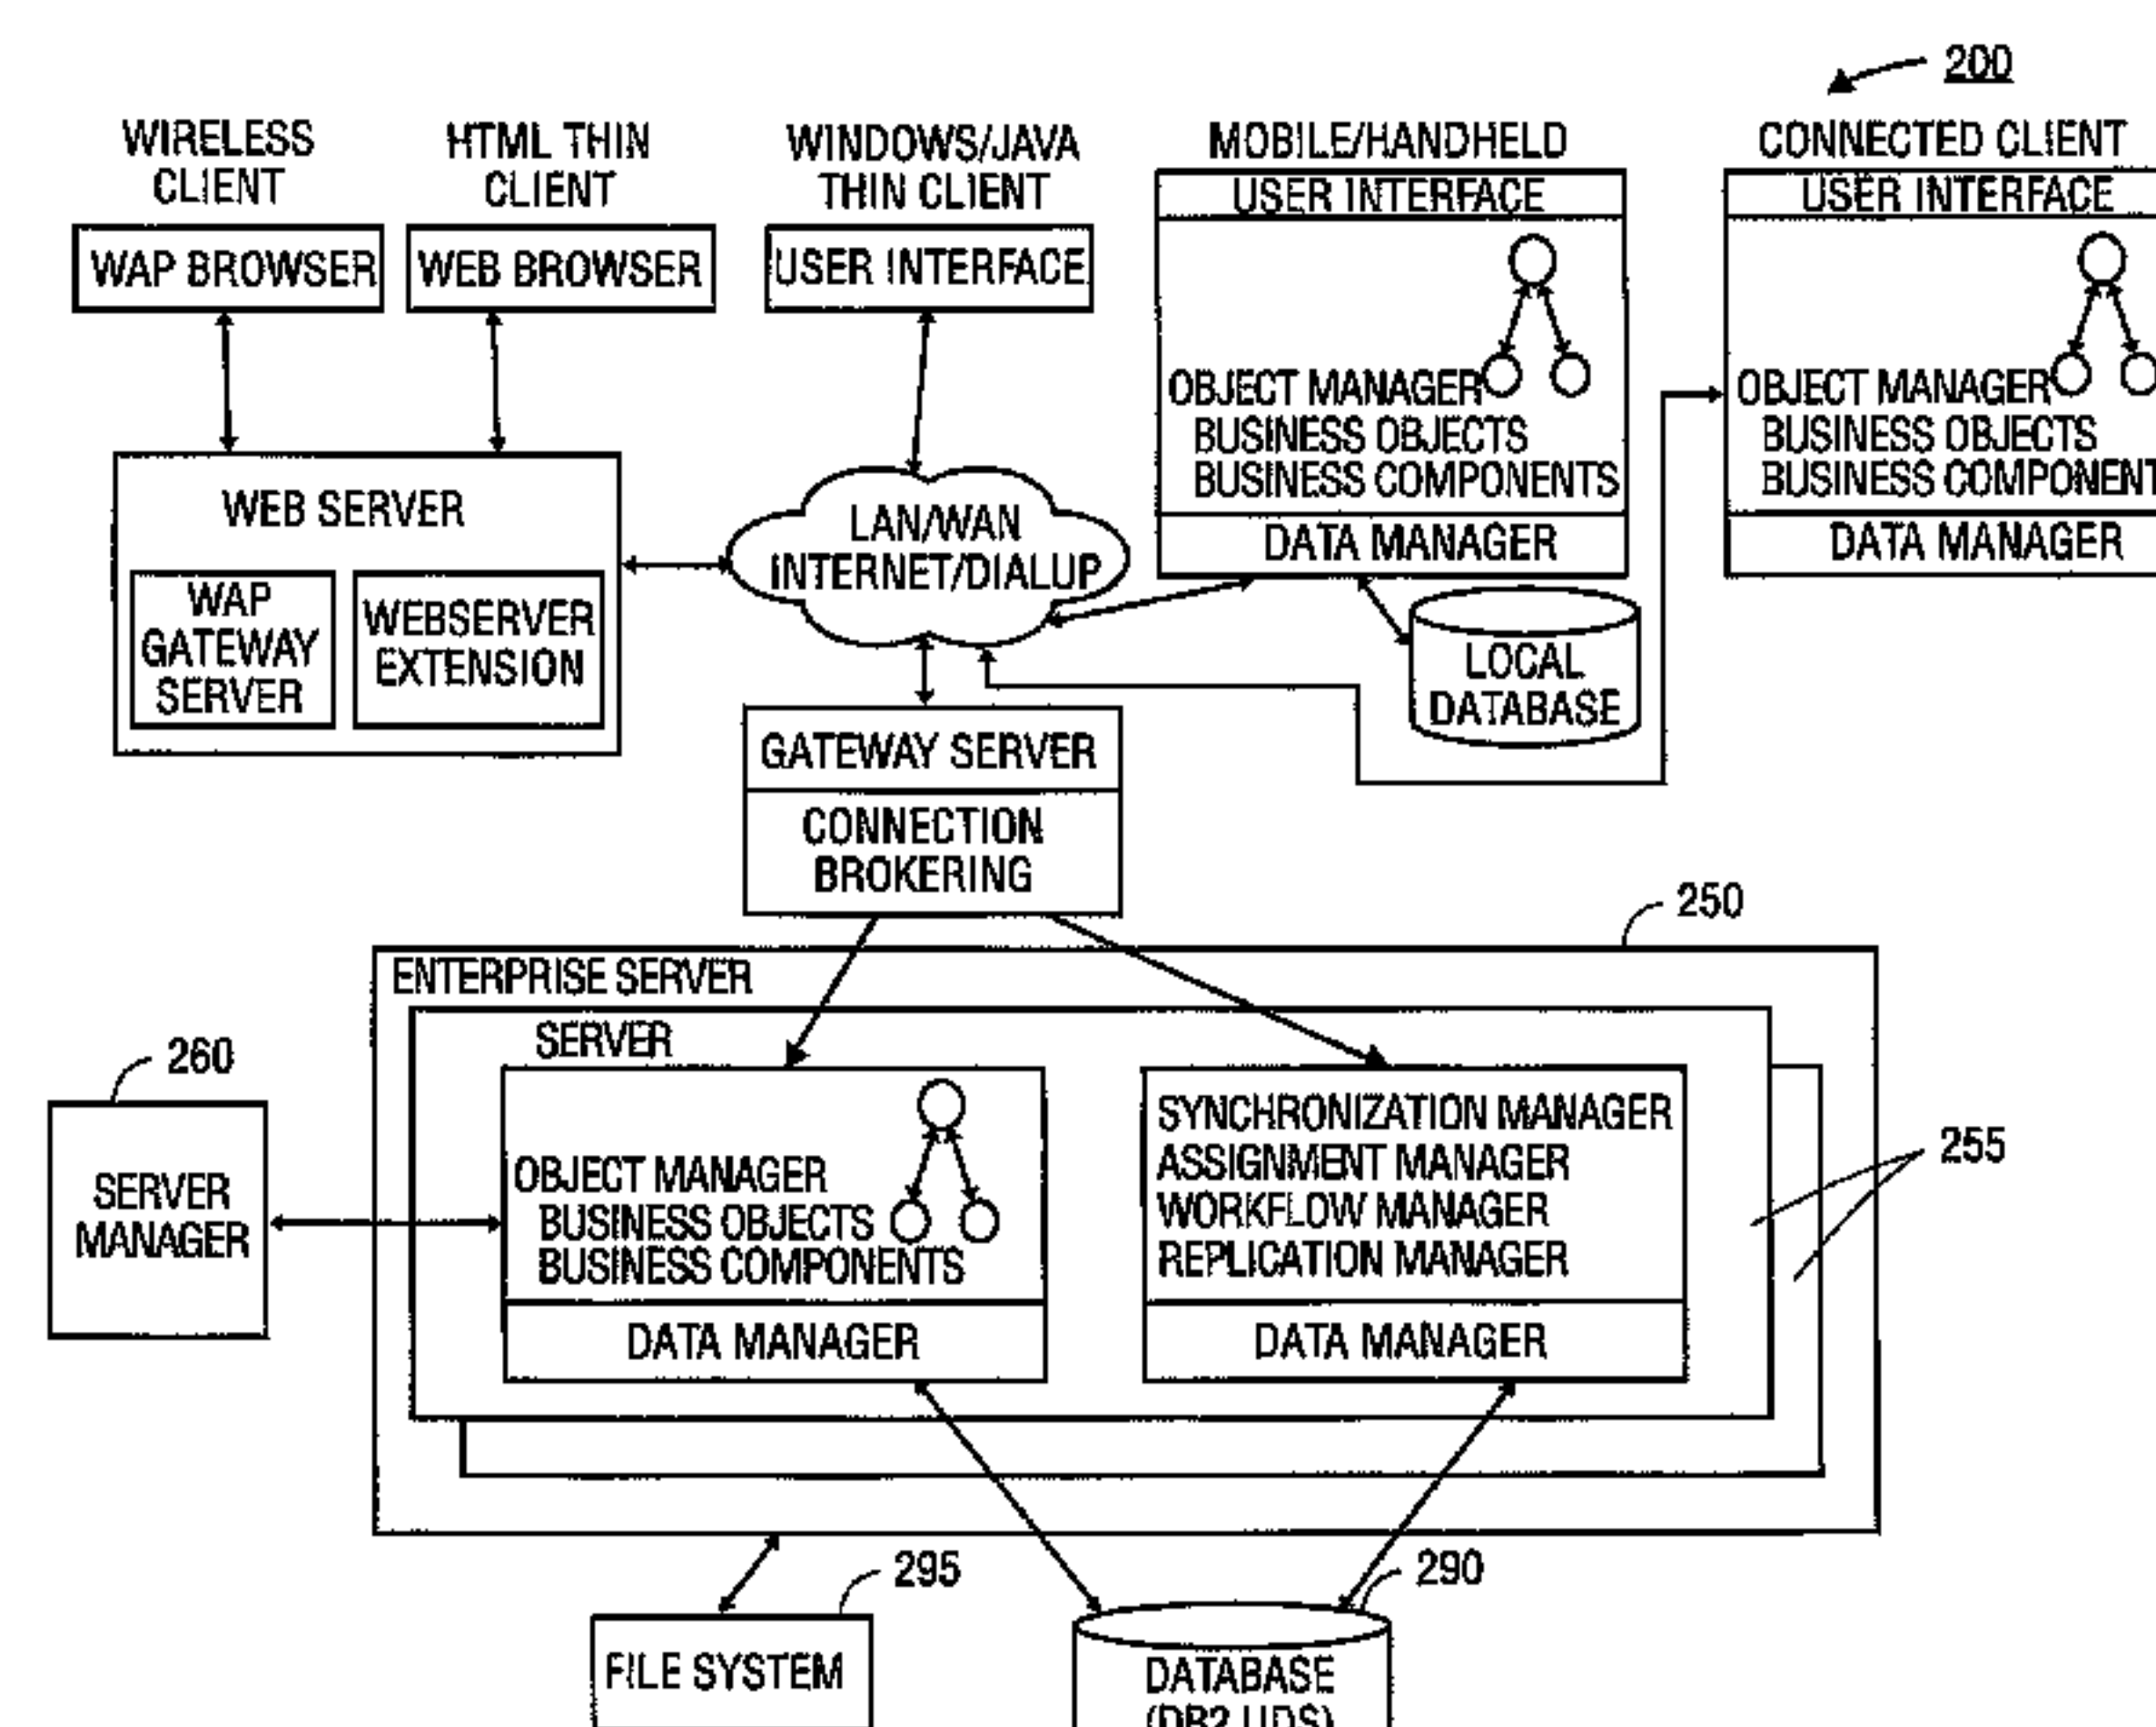 200
WIRELESS
CLIENT
HTML THIN
CLIENT
WINDOWS/JAVA
THIN CLIENT
MOBILE/HANDHELD
CONNECTED CLIENT
WAP BROWSER
WEB BROWSER
USER INTERFACE
USER INTERFACE
OBJECT MANAGER
BUSINESS OBJECTS
BUSINESS COMPONENTS
DATA MANAGER
USER INTERFACE
OBJECT MANAGER
BUSINESS OBJECTS
BUSINESS COMPONENT
DATA MANAGER
WEB SERVER
WAP
GATEWAY
SERVER
WEBSERVER
EXTENSION
LAN/WAN
INTERNET/DIALUP
LOCAL
DATABASE
GATEWAY SERVER
CONNECTION
BROKERING
250
ENTERPRISE SERVER
SERVER
260
SERVER
MANAGER
OBJECT MANAGER
BUSINESS OBJECTS
BUSINESS COMPONENTS
DATA MANAGER
SYNCHRONIZATION MANAGER
ASSIGNMENT MANAGER
WORKFLOW MANAGER
REPLICATION MANAGER
DATA MANAGER
255
295
FILE SYSTEM
290
DATABASE
(DB2 UDS)